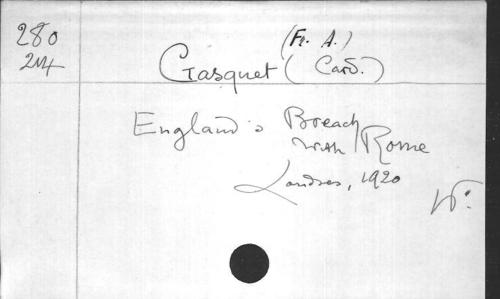 280
214
(Fr. A.)
Gasquet (Card.)
England's Breach
with Rome
Londres, 1920